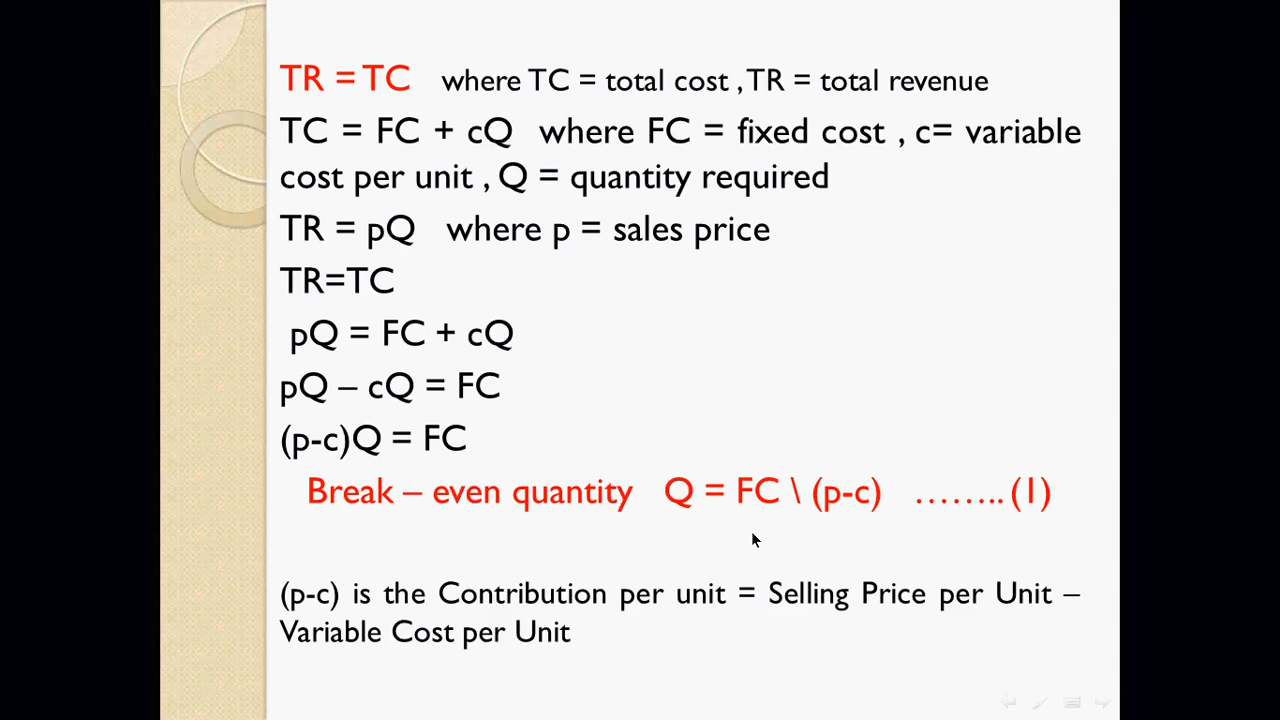 TR = TC where TC = total cost , TR = total revenue
TC = FC + cQ where FC = fixed cost , c= variable
cost per unit , Q = quantity required
TR = pQ where p = sales price
TR=TC
pQ = FC + cQ
pQ – cQ = FC
(p-c)Q = FC
Break – even quantity Q = FC \ (p-c) …….. (1)
(p-c) is the Contribution per unit = Selling Price per Unit –
Variable Cost per Unit